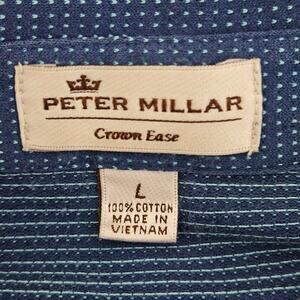 PETER MILLAR
Crown Ease
L
100% COTTON
MADE IN
VIETNAM